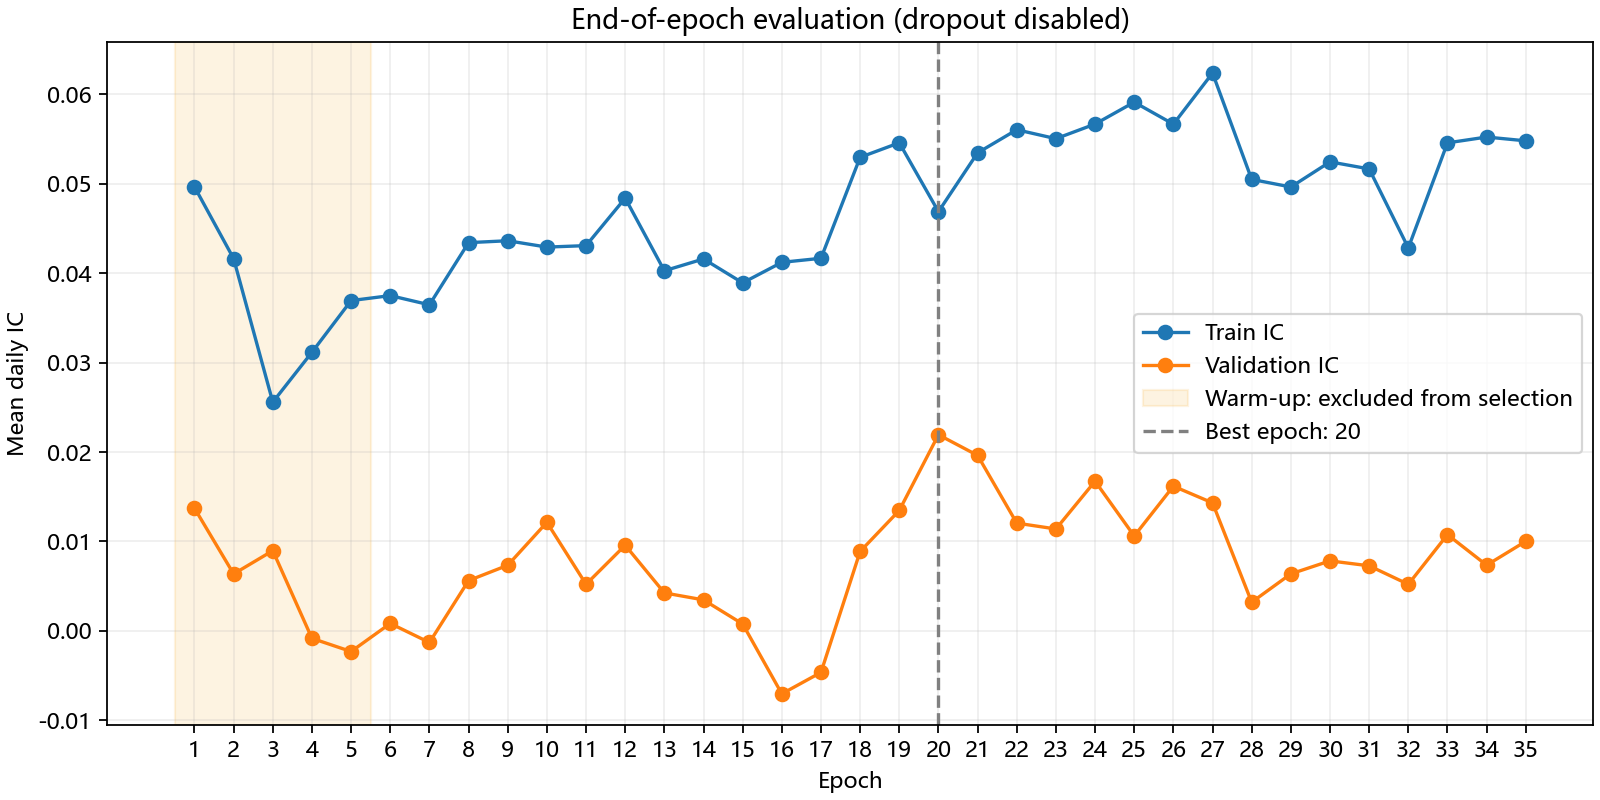 End-of-epoch evaluation (dropout disabled)
Mean daily IC
0.06
0.05
0.04
0.03
0.02
0.01
0.00
-0.01
Train IC
Validation IC
Warm-up: excluded from selection
Best epoch: 20
1 2 3 4 5 6 7 8 9 10 11 12 13 14 15 16 17 18 19 20 21 22 23 24 25 26 27 28 29 30 31 32 33 34 35
Epoch